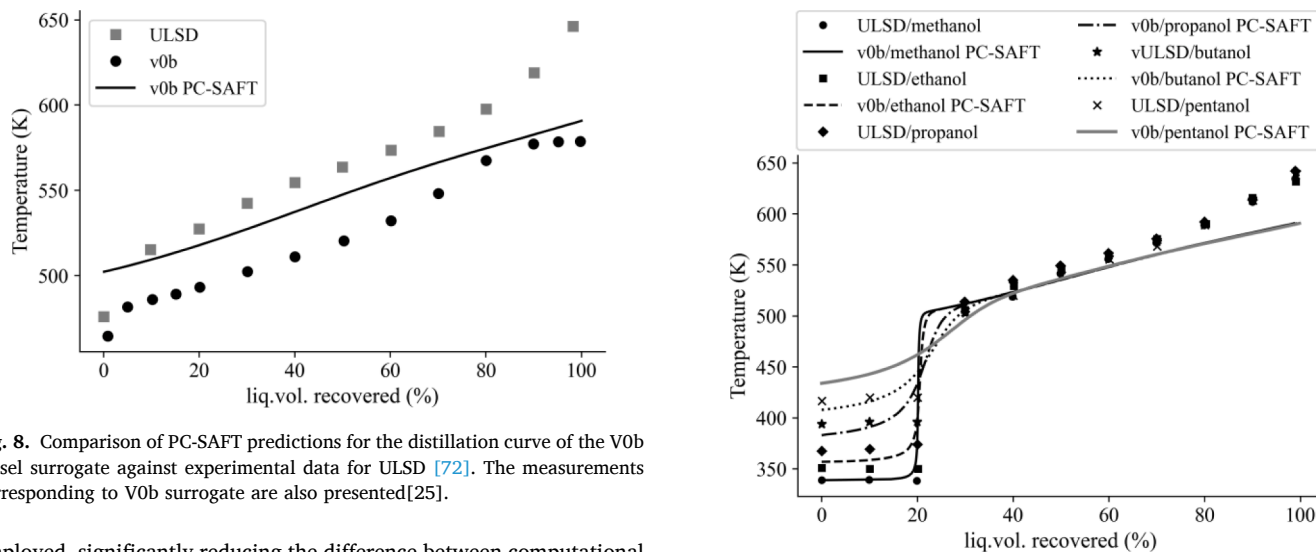 650
600
550
500
Temperature (K)
ULSD
v0b
v0b PC-SAFT
0 20 40 60 80 100
liq.vol. recovered (%)
g. 8. Comparison of PC-SAFT predictions for the distillation curve of the V0b
sel surrogate against experimental data for ULSD [72]. The measurements
rresponding to V0b surrogate are also presented[25].
ployed, significantly reducing the difference between computational
ULSD/methanol
v0b/methanol PC-SAFT
ULSD/ethanol
v0b/ethanol PC-SAFT
ULSD/propanol
v0b/propanol PC-SAFT
vULSD/butanol
v0b/butanol PC-SAFT
ULSD/pentanol
v0b/pentanol PC-SAFT
650
600
550
500
450
400
350
Temperature (K)
0 20 40 60 80 100
liq.vol. recovered (%)